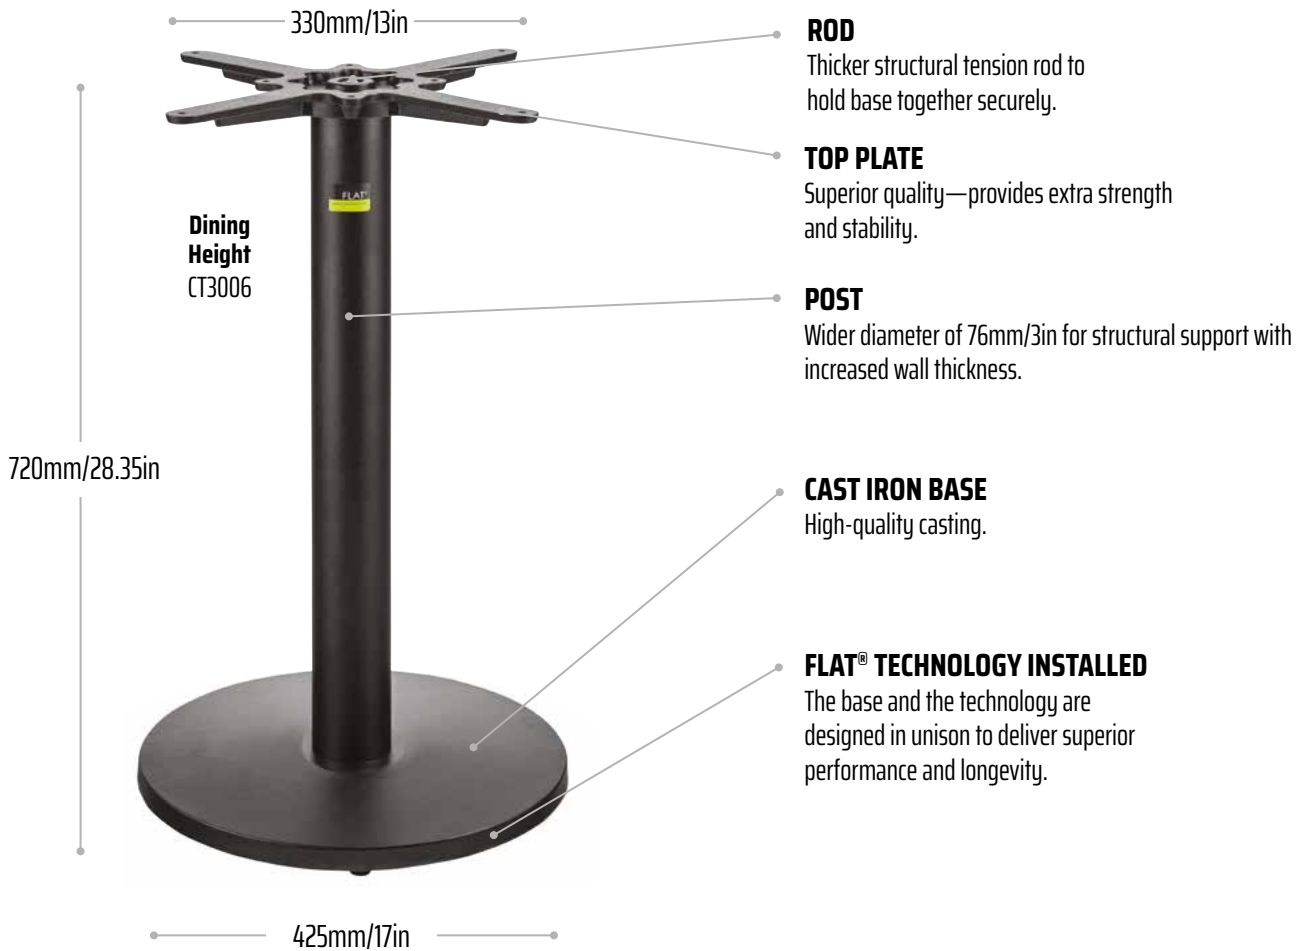 330mm/13in
ROD
Thicker structural tension rod to
hold base together securely.
TOP PLATE
Superior quality—provides extra strength
and stability.
FLAT®
Dining
Height
CT3006
POST
Wider diameter of 76mm/3in for structural support with
increased wall thickness.
720mm/28.35in
CAST IRON BASE
High-quality casting.
FLAT® TECHNOLOGY INSTALLED
The base and the technology are
designed in unison to deliver superior
performance and longevity.
425mm/17in